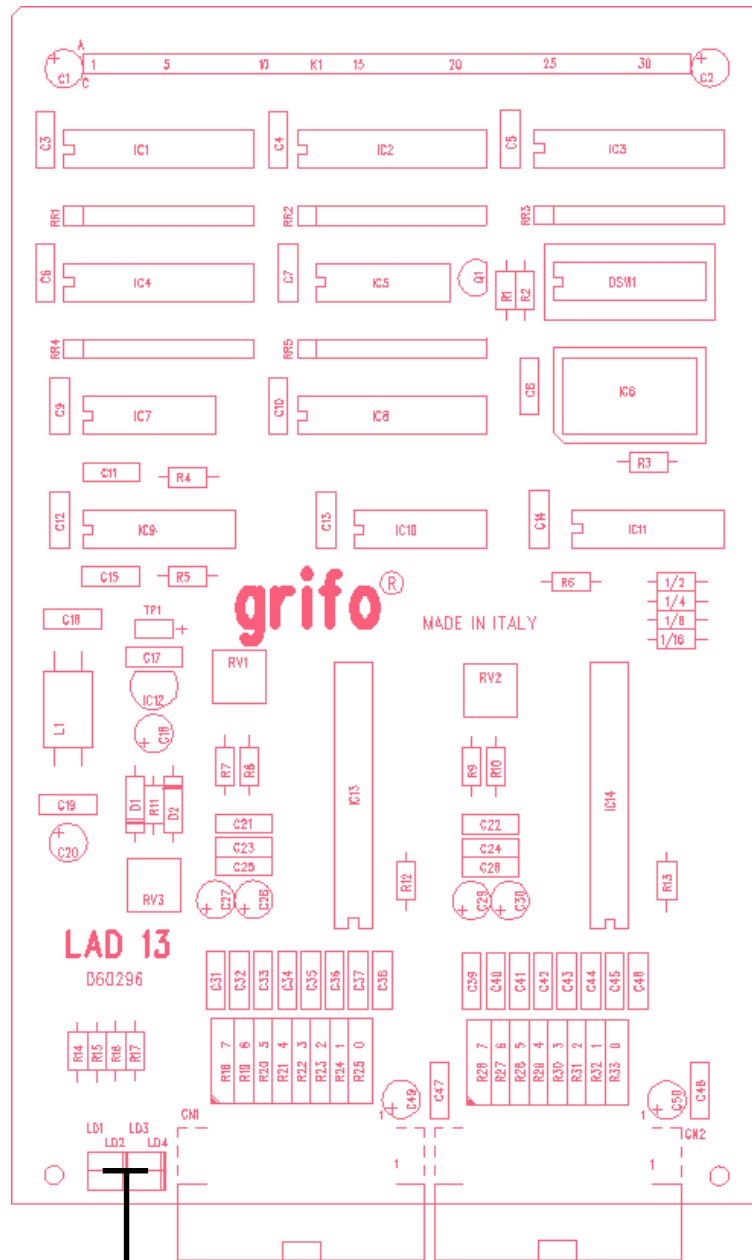 A
C1 1 5 10 K1 15 20 25 30 C2
C
C3 IC1 C4 IC2 C5 IC3
RR1 RR2 RR3
C6 IC4 C7 IC5 Q1 R1 R2 DSW1
RR4 RR5
C9 IC7 C10 IC8 C8 IC6
C11 R4 R3
C12 IC9 C13 IC10 C14 IC11
C15 R5 R6 1/2
1/4
1/8
1/16
grifo ®
MADE IN ITALY
C18 TP1
C17 RV1 RV2
L1 IC12
C16
R7 R8 IC13 R9 R10 IC14
C19 D1 R11 D2
C21 C22
C20 C23 C24
C25 C28
RV3 C27 C26 R12 C29 C30 R13
LAD 13
060296
C31 C32 C33 C34 C35 C36 C37 C38 C39 C40 C41 C42 C43 C44 C45 C46
R14 R15 R16 R17
R18 7 R19 6 R20 5 R21 4 R22 3 R23 2 R24 1 R25 0
R26 7 R27 6 R28 5 R29 4 R30 3 R31 2 R32 1 R33 0
C49 C47 C50 C48
CN1 1 1 CN2
LD1 LD3
LD2 LD4
1 1